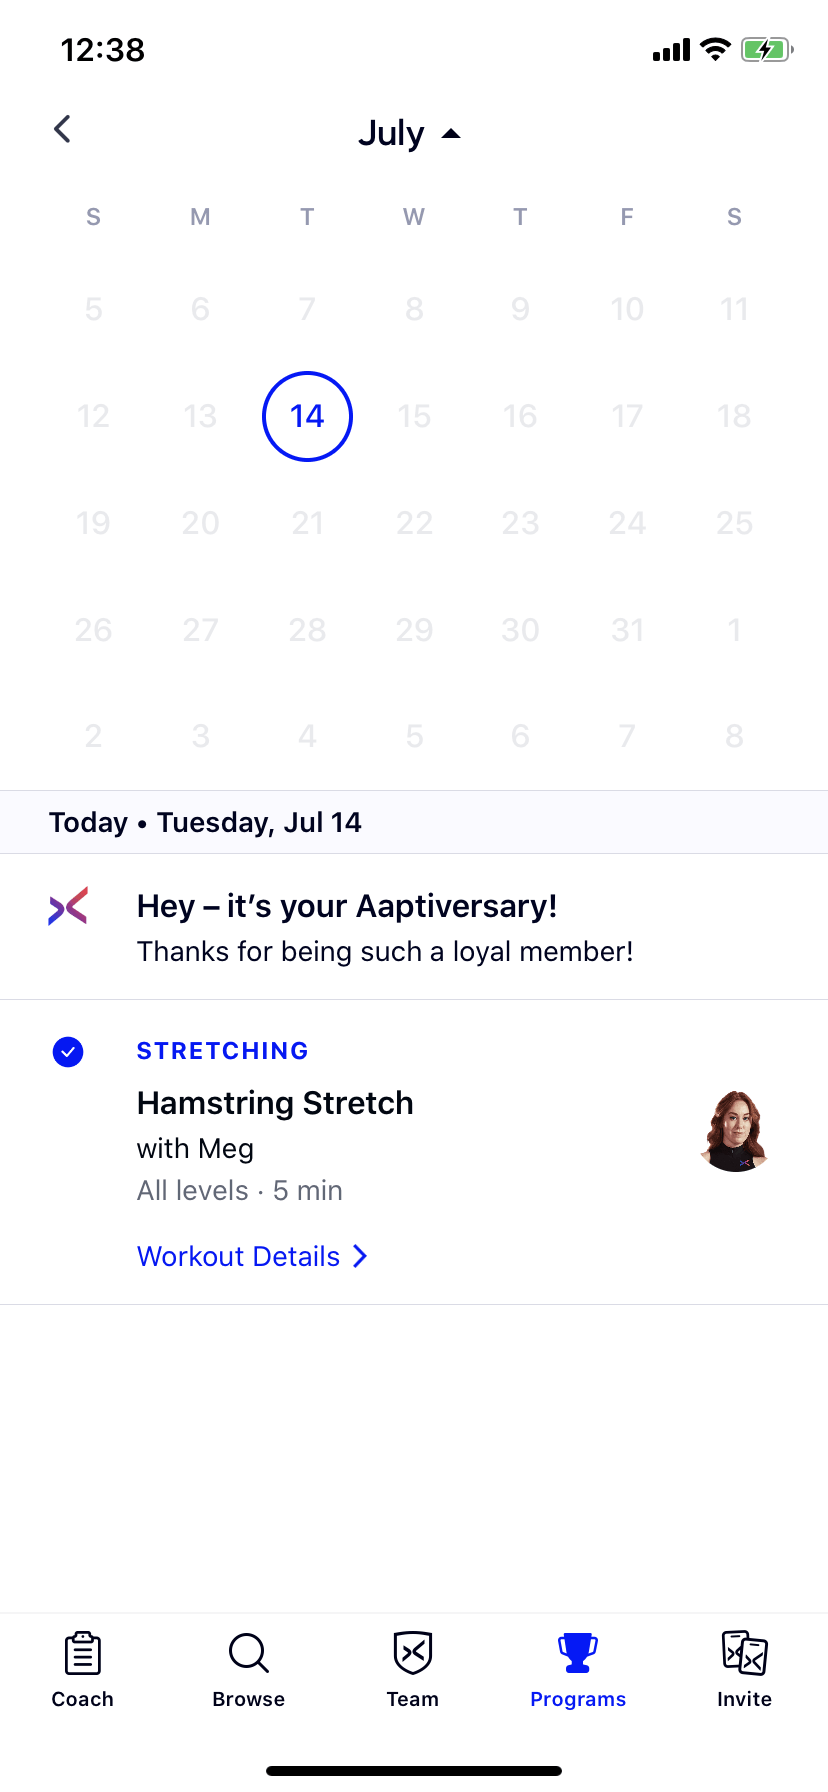 12:38
July
S M T W T F S
5 6 7 8 9 10 11
12 13 14 15 16 17 18
19 20 21 22 23 24 25
26 27 28 29 30 31 1
2 3 4 5 6 7 8
Today • Tuesday, Jul 14
Hey – it’s your Aaptiversary!
Thanks for being such a loyal member!
STRETCHING
Hamstring Stretch
with Meg
All levels · 5 min
Workout Details
Coach Browse Team Programs Invite